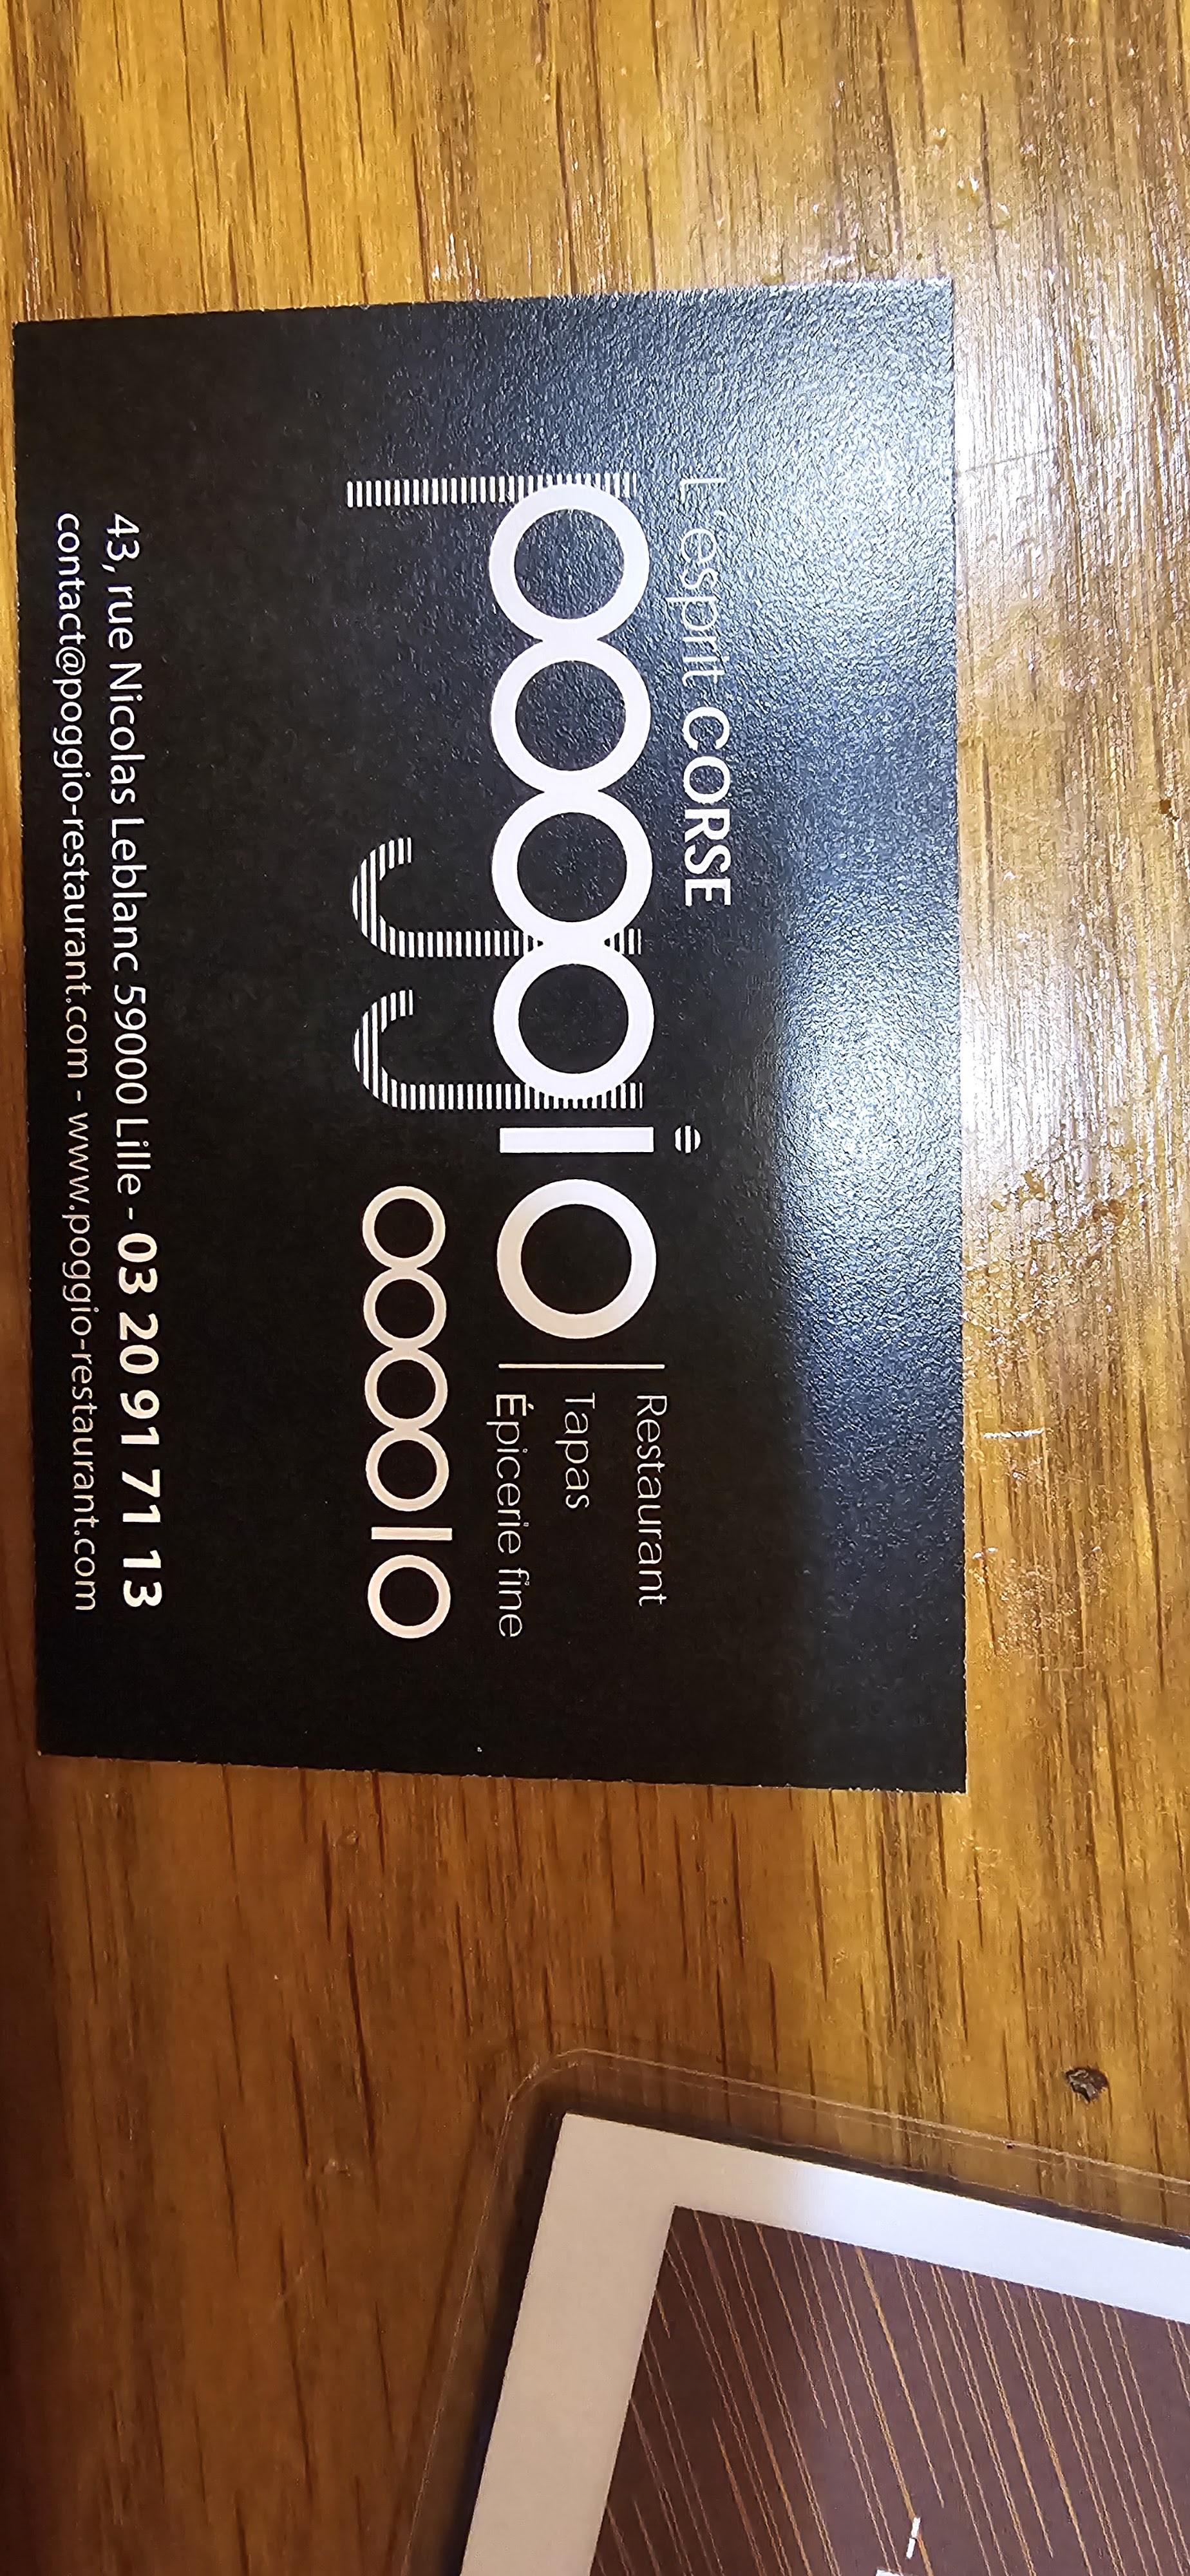 L'esprit CORSE
poggio
Restaurant
Tapas
Épicerie fine
43, rue Nicolas Leblanc 59000 Lille - 03 20 91 71 13
contact@poggio-restaurant.com - www.poggio-restaurant.com